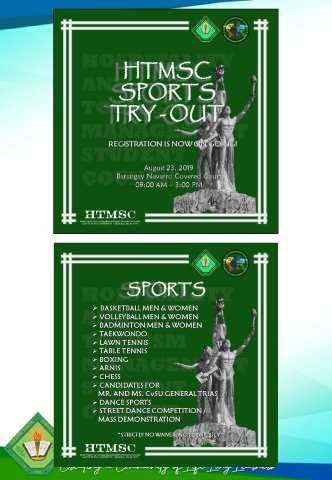 HTMSC
SPORTS
TRY-OUT
REGISTRATION IS NOW ON GOING!
August 23, 2019
Barangay Navarro Covered Court
09:00 AM - 3:00 PM
HTMSC
SPORTS
➢ BASKETBALL MEN & WOMEN
➢ VOLLEYBALL MEN & WOMEN
➢ BADMINTON MEN & WOMEN
➢ TAEKWONDO
➢ LAWN TENNIS
➢ TABLE TENNIS
➢ BOXING
➢ ARNIS
➢ CHESS
➢ CANDIDATES FOR
MR. AND MS. CvSU GENERAL TRIAS
➢ DANCE SPORTS
➢ STREET DANCE COMPETITION /
MASS DEMONSTRATION
*STRICTLY NO WAIVER, NO
HTMSC